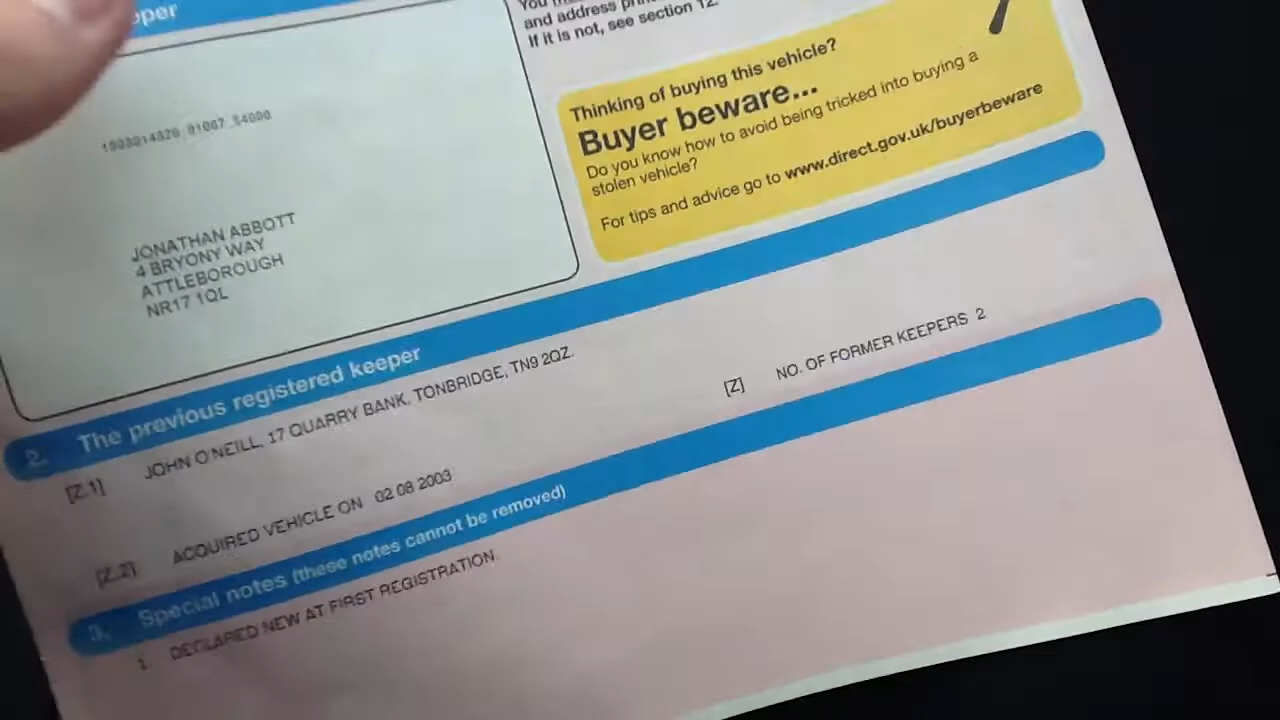 You
and address
If it is not, see section 12.
Thinking of buying this vehicle?
Buyer beware...
Do you know how to avoid being tricked into buying a
stolen vehicle?
For tips and advice go to www.direct.gov.uk/buyerbeware
JONATHAN ABBOTT
4 BRYONY WAY
ATTLEBOROUGH
NR17 1QL
2. The previous registered keeper
[Z.1] JOHN O NEILL, 17 QUARRY BANK, TONBRIDGE, TN9 2QZ.
[Z] NO. OF FORMER KEEPERS 2
[Z.2] ACQUIRED VEHICLE ON 02 08 2003
3. Special notes (these notes cannot be removed)
1 DECLARED NEW AT FIRST REGISTRATION.